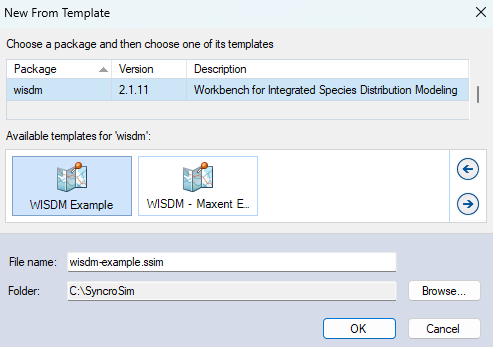 New From Template
Choose a package and then choose one of its templates
Package Version Description
wisdm 2.1.11 Workbench for Integrated Species Distribution Modeling
Available templates for 'wisdm':
WISDM Example WISDM - Maxent E...
File name: wisdm-example.ssim
Folder: C:\SyncroSim Browse...
OK Cancel